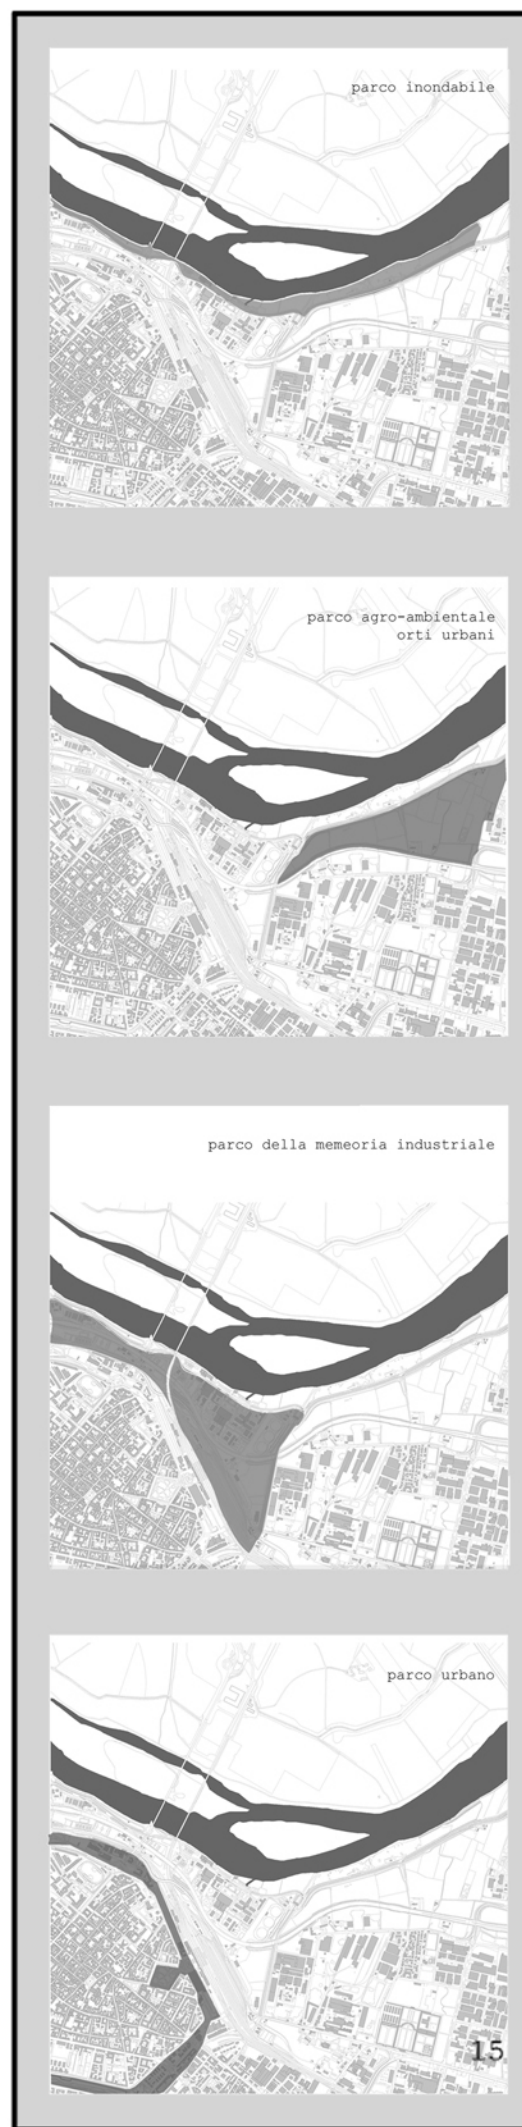 parco inondabile
parco agro-ambientale
orti urbani
parco della memeoria industriale
parco urbano
15